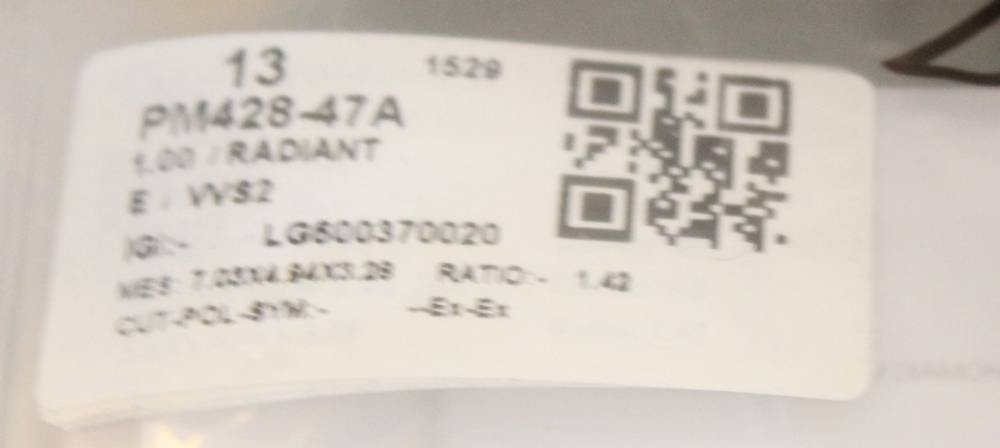 13 1529
PM428-47A
1.00 / RADIANT
E / VVS2
IGI:- LG600370020
MES: 7.03X4.94X3.28 RATIO:- 1.42
CUT-POL-SYM:- --Ex-Ex